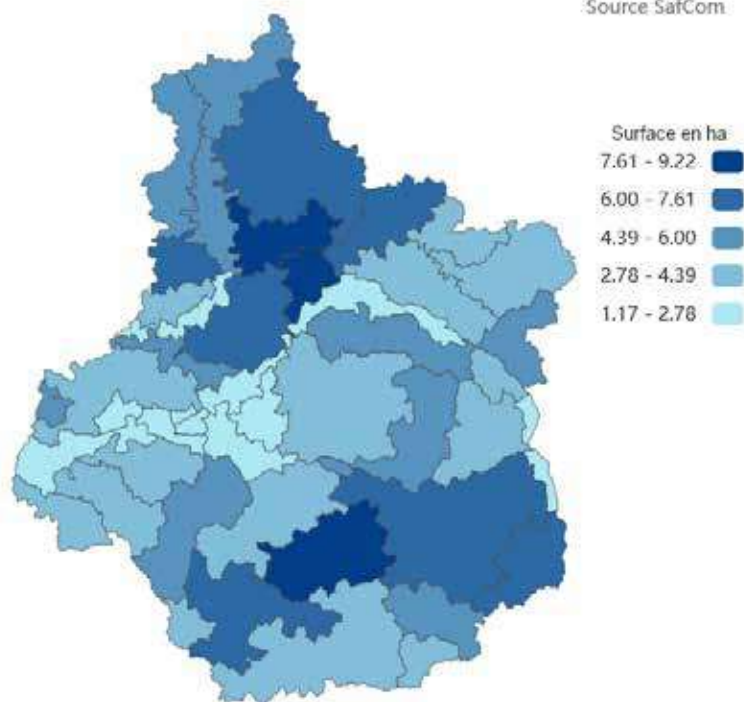 Source SafCom
Surface en ha
7.61 - 9.22
6.00 - 7.61
4.39 - 6.00
2.78 - 4.39
1.17 - 2.78